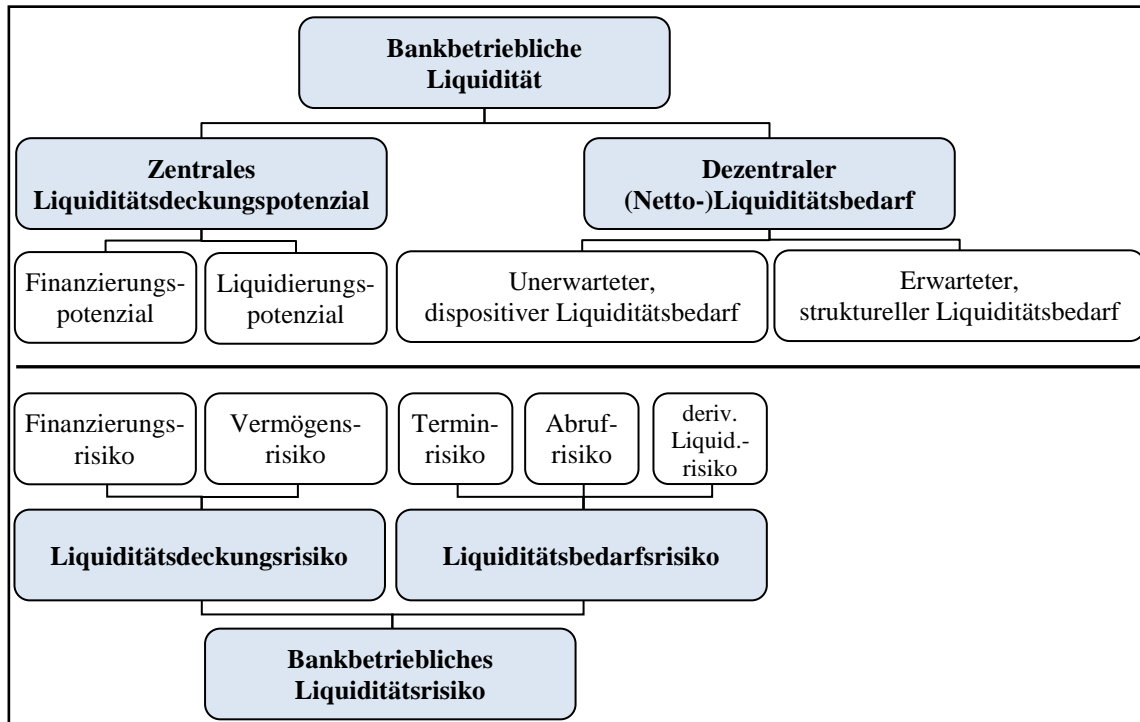 Bankbetriebliche
Liquidität
Zentrales
Liquiditätsdeckungspotenzial
Dezentraler
(Netto-)Liquiditätsbedarf
Finanzierungs-
potenzial
Liquidierungs-
potenzial
Unerwarteter,
dispositiver Liquiditätsbedarf
Erwarteter,
struktureller Liquiditätsbedarf
Finanzierungs-
risiko
Vermögens-
risiko
Termin-
risiko
Abruf-
risiko
deriv.
Liquid.-
risiko
Liquiditätsdeckungsrisiko
Liquiditätsbedarfsrisiko
Bankbetriebliches
Liquiditätsrisiko